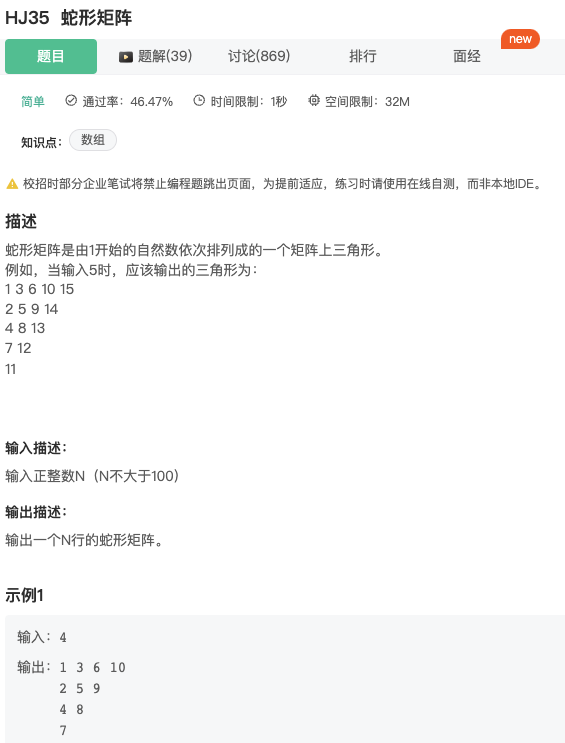 HJ35 蛇形矩阵
new
题目 题解(39) 讨论(869) 排行 面经
简单 通过率：46.47% 时间限制：1秒 空间限制：32M
知识点： 数组
校招时部分企业笔试将禁止编程题跳出页面，为提前适应，练习时请使用在线自测，而非本地IDE。
描述
蛇形矩阵是由1开始的自然数依次排列成的一个矩阵上三角形。
例如，当输入5时，应该输出的三角形为：
1 3 6 10 15
2 5 9 14
4 8 13
7 12
11
输入描述：
输入正整数N（N不大于100）
输出描述：
输出一个N行的蛇形矩阵。
示例1
输入：4
输出：1 3 6 10
2 5 9
4 8
7